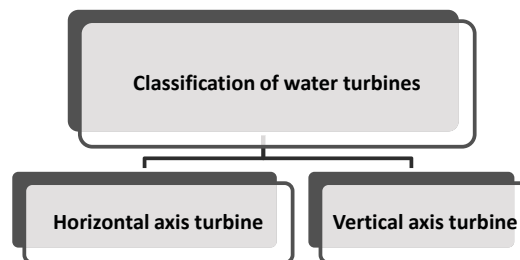 Classification of water turbines
Horizontal axis turbine
Vertical axis turbine